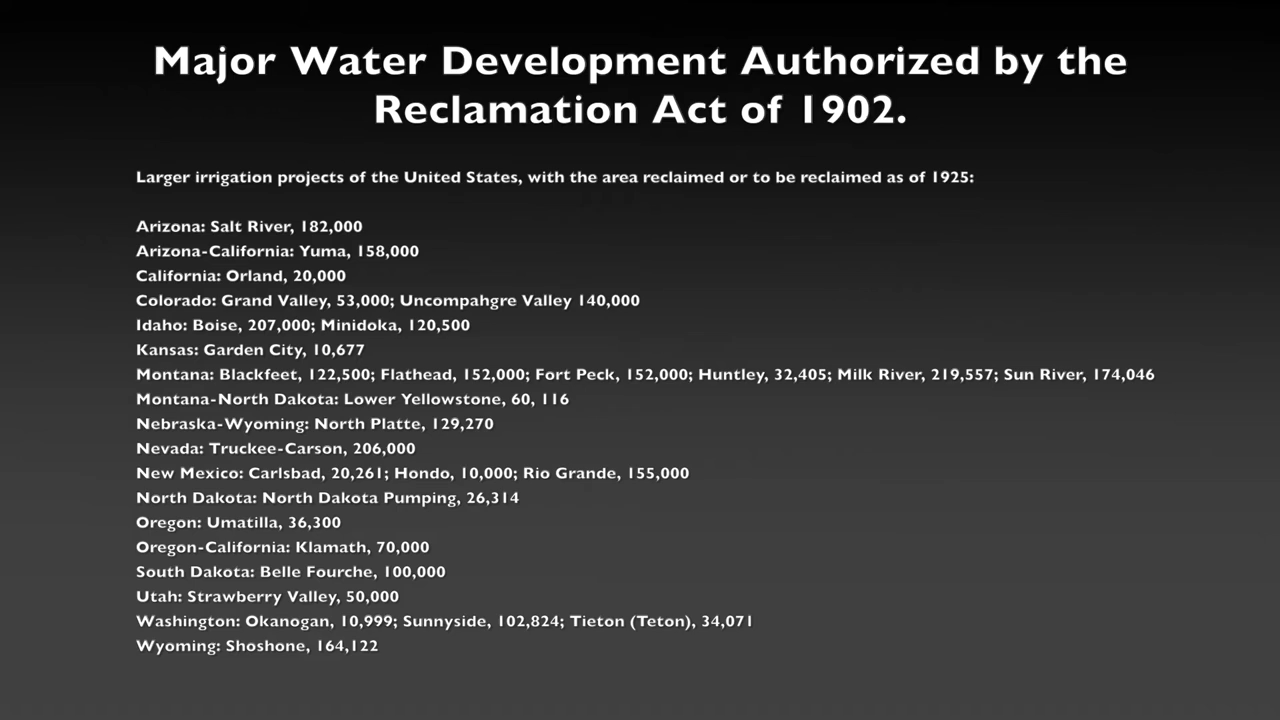 Major Water Development Authorized by the
Reclamation Act of 1902.
Larger irrigation projects of the United States, with the area reclaimed or to be reclaimed as of 1925:
Arizona: Salt River, 182,000
Arizona-California: Yuma, 158,000
California: Orland, 20,000
Colorado: Grand Valley, 53,000; Uncompahgre Valley 140,000
Idaho: Boise, 207,000; Minidoka, 120,500
Kansas: Garden City, 10,677
Montana: Blackfeet, 122,500; Flathead, 152,000; Fort Peck, 152,000; Huntley, 32,405; Milk River, 219,557; Sun River, 174,046
Montana-North Dakota: Lower Yellowstone, 60, 116
Nebraska-Wyoming: North Platte, 129,270
Nevada: Truckee-Carson, 206,000
New Mexico: Carlsbad, 20,261; Hondo, 10,000; Rio Grande, 155,000
North Dakota: North Dakota Pumping, 26,314
Oregon: Umatilla, 36,300
Oregon-California: Klamath, 70,000
South Dakota: Belle Fourche, 100,000
Utah: Strawberry Valley, 50,000
Washington: Okanogan, 10,999; Sunnyside, 102,824; Tieton (Teton), 34,071
Wyoming: Shoshone, 164,122